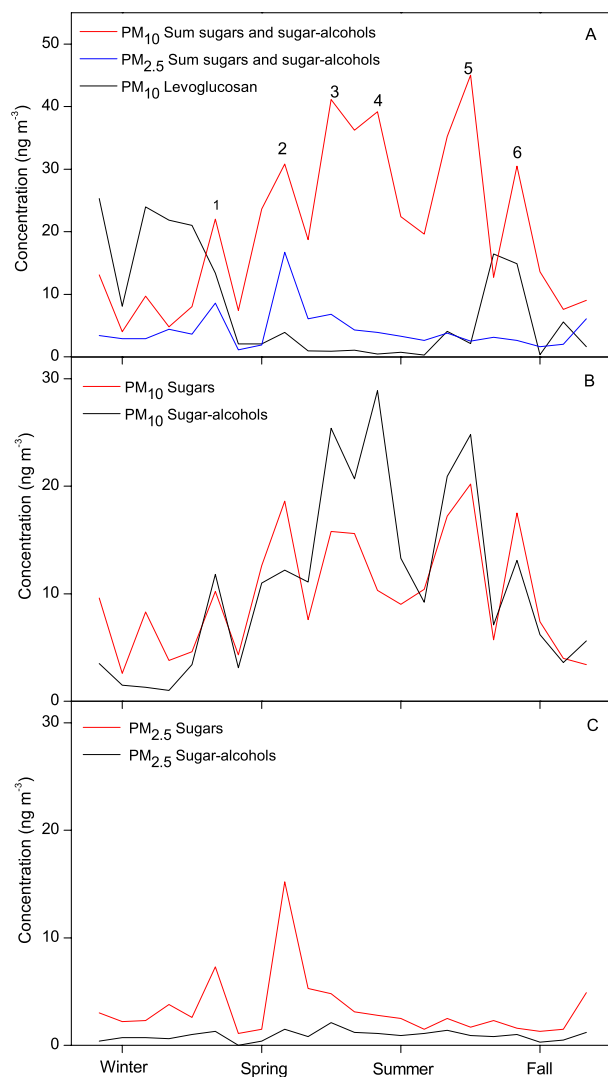 A
PM10 Sum sugars and sugar-alcohols
PM2.5 Sum sugars and sugar-alcohols
PM10 Levoglucosan
Concentration (ng m-3)
50
40
30
20
10
0
1
2
3
4
5
6
B
PM10 Sugars
PM10 Sugar-alcohols
Concentration (ng m-3)
30
20
10
0
C
PM2.5 Sugars
PM2.5 Sugar-alcohols
Concentration (ng m-3)
30
20
10
0
Winter Spring Summer Fall